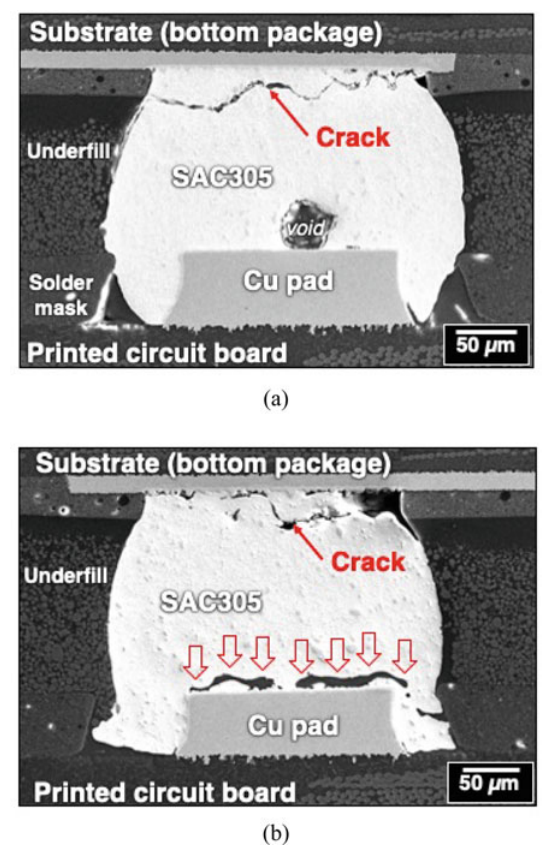 Substrate (bottom package)
Crack
Underfill
SAC305
void
Solder
mask
Cu pad
50 µm
Printed circuit board
(a)
Substrate (bottom package)
Crack
Underfill
SAC305
Cu pad
50 µm
Printed circuit board
(b)